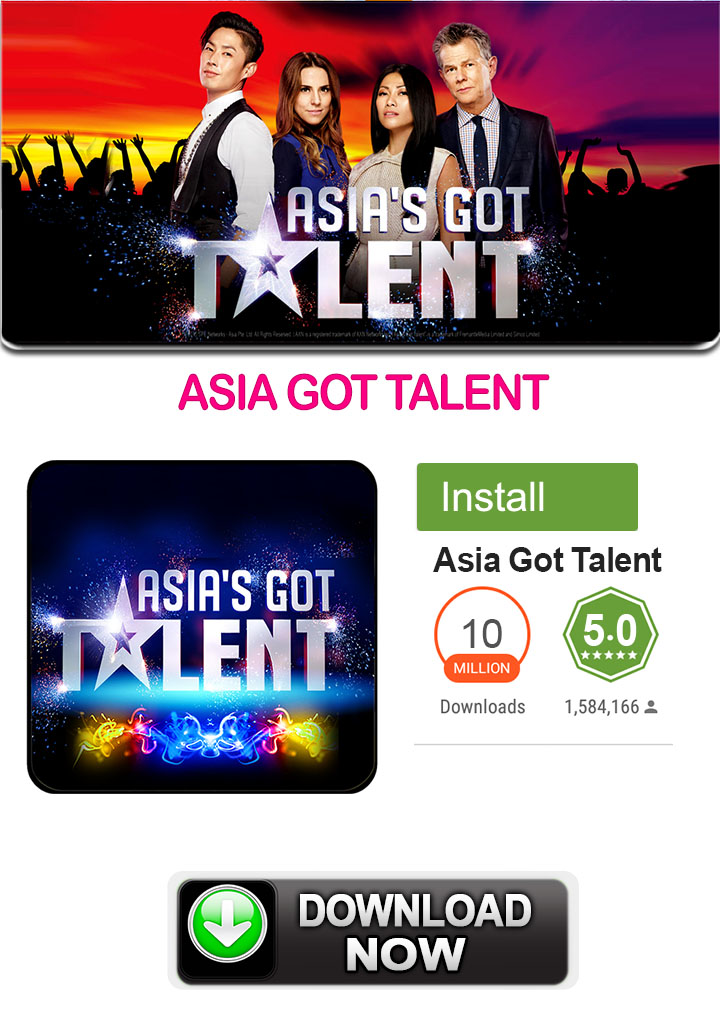 ASIA'S GOT
TALENT
ASIA GOT TALENT
Install
Asia Got Talent
ASIA'S GOT
TALENT
10
MILLION
5.0
Downloads
1,584,166
DOWNLOAD
NOW